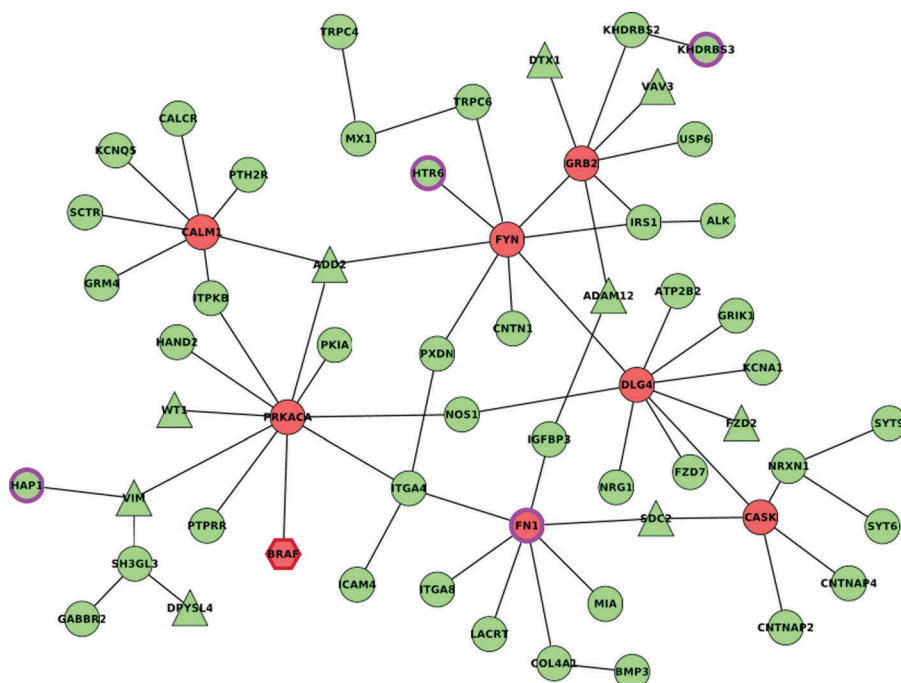 TRPC4
KHDRBS2
KHDRBS3
DTX1
VAV3
TRPC6
CALCR
MX1
USP6
KCNQ5
GRB2
PTH2R
HTR6
SCTR
IRS1
ALK
CALM1
FYN
ADD2
GRM4
ITPKB
ADAM12
ATP2B2
GRIK1
CNTN1
HAND2
PKIA
PXDN
KCNA1
DLG4
WT1
PRKACA
NOS1
FZD2
SYT9
IGFBP3
NRXN1
FZD7
HAP1
VIM
ITGA4
NRG1
PTPRR
FN1
SDC2
CASK
SYT6
BRAF
SH3GL3
ICAM4
ITGA8
CNTNAP4
MIA
GABBR2
DPYSL4
LACRT
CNTNAP2
COL4A1
BMP3